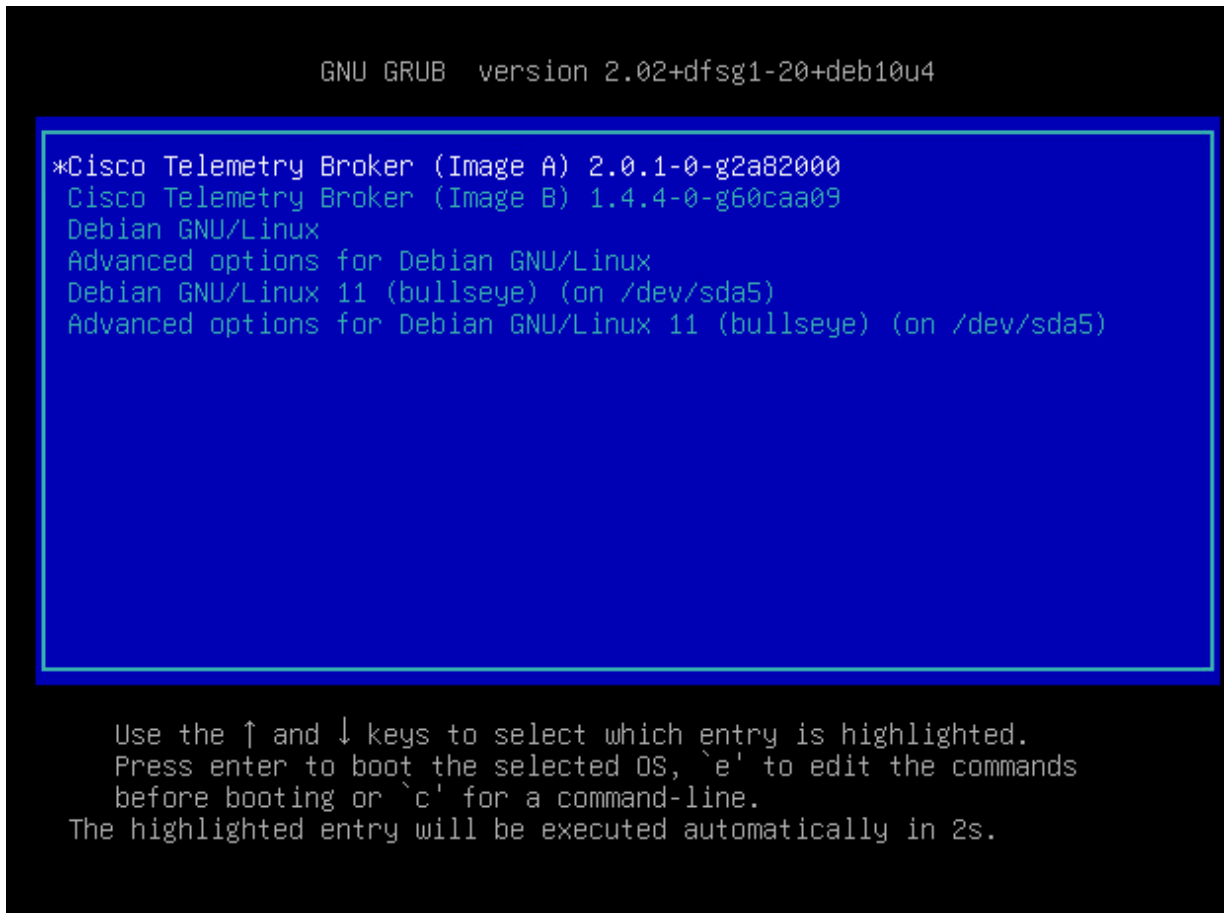 GNU GRUB  version 2.02+dfsg1-20+deb10u4
*Cisco Telemetry Broker (Image A) 2.0.1-0-g2a82000
Cisco Telemetry Broker (Image B) 1.4.4-0-g60caa09
Debian GNU/Linux
Advanced options for Debian GNU/Linux
Debian GNU/Linux 11 (bullseye) (on /dev/sda5)
Advanced options for Debian GNU/Linux 11 (bullseye) (on /dev/sda5)
Use the ↑ and ↓ keys to select which entry is highlighted.
Press enter to boot the selected OS, `e' to edit the commands
before booting or `c' for a command-line.
The highlighted entry will be executed automatically in 2s.